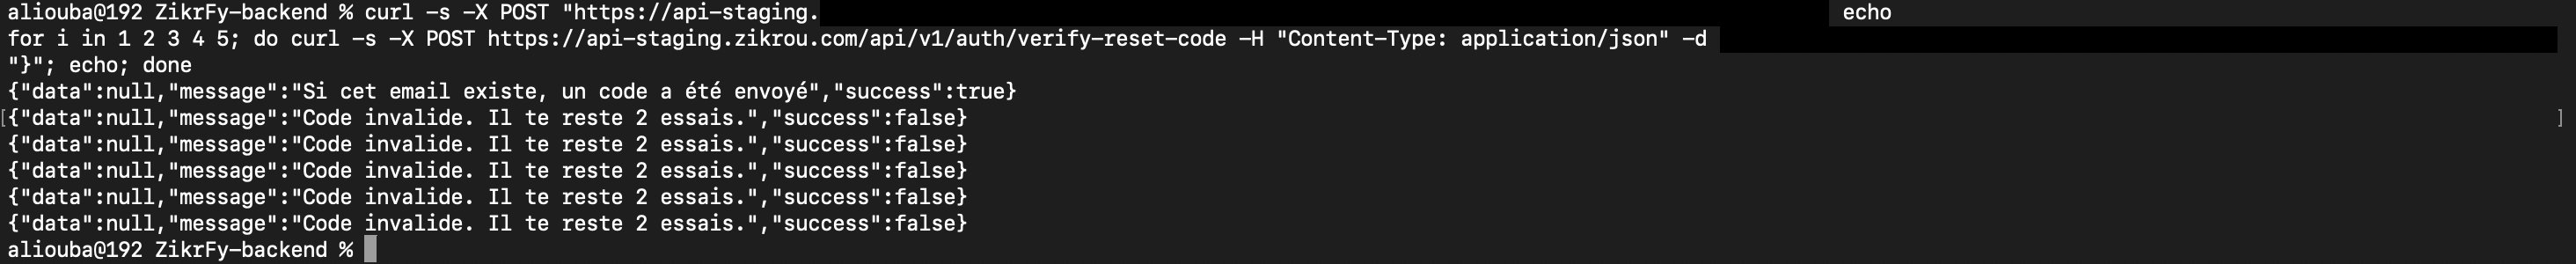 aliouba@192 ZikrFy-backend % curl -s -X POST "https://api-staging. echo
for i in 1 2 3 4 5; do curl -s -X POST https://api-staging.zikrou.com/api/v1/auth/verify-reset-code -H "Content-Type: application/json" -d
"}"; echo; done
{"data":null,"message":"Si cet email existe, un code a été envoyé","success":true}
[{"data":null,"message":"Code invalide. Il te reste 2 essais.","success":false} ]
{"data":null,"message":"Code invalide. Il te reste 2 essais.","success":false}
{"data":null,"message":"Code invalide. Il te reste 2 essais.","success":false}
{"data":null,"message":"Code invalide. Il te reste 2 essais.","success":false}
{"data":null,"message":"Code invalide. Il te reste 2 essais.","success":false}
aliouba@192 ZikrFy-backend %